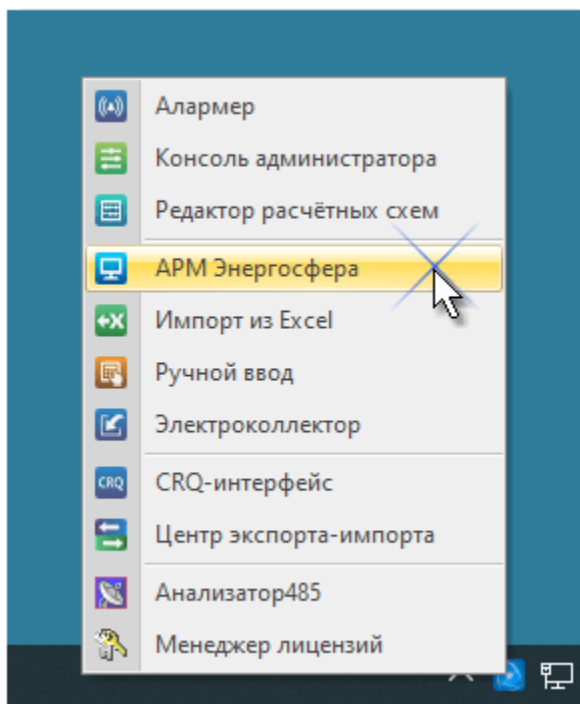 Алармер
Консоль администратора
Редактор расчётных схем
АРМ Энергосфера
Импорт из Excel
Ручной ввод
Электроколлектор
CRQ CRQ-интерфейс
Центр экспорта-импорта
Анализатор485
Менеджер лицензий